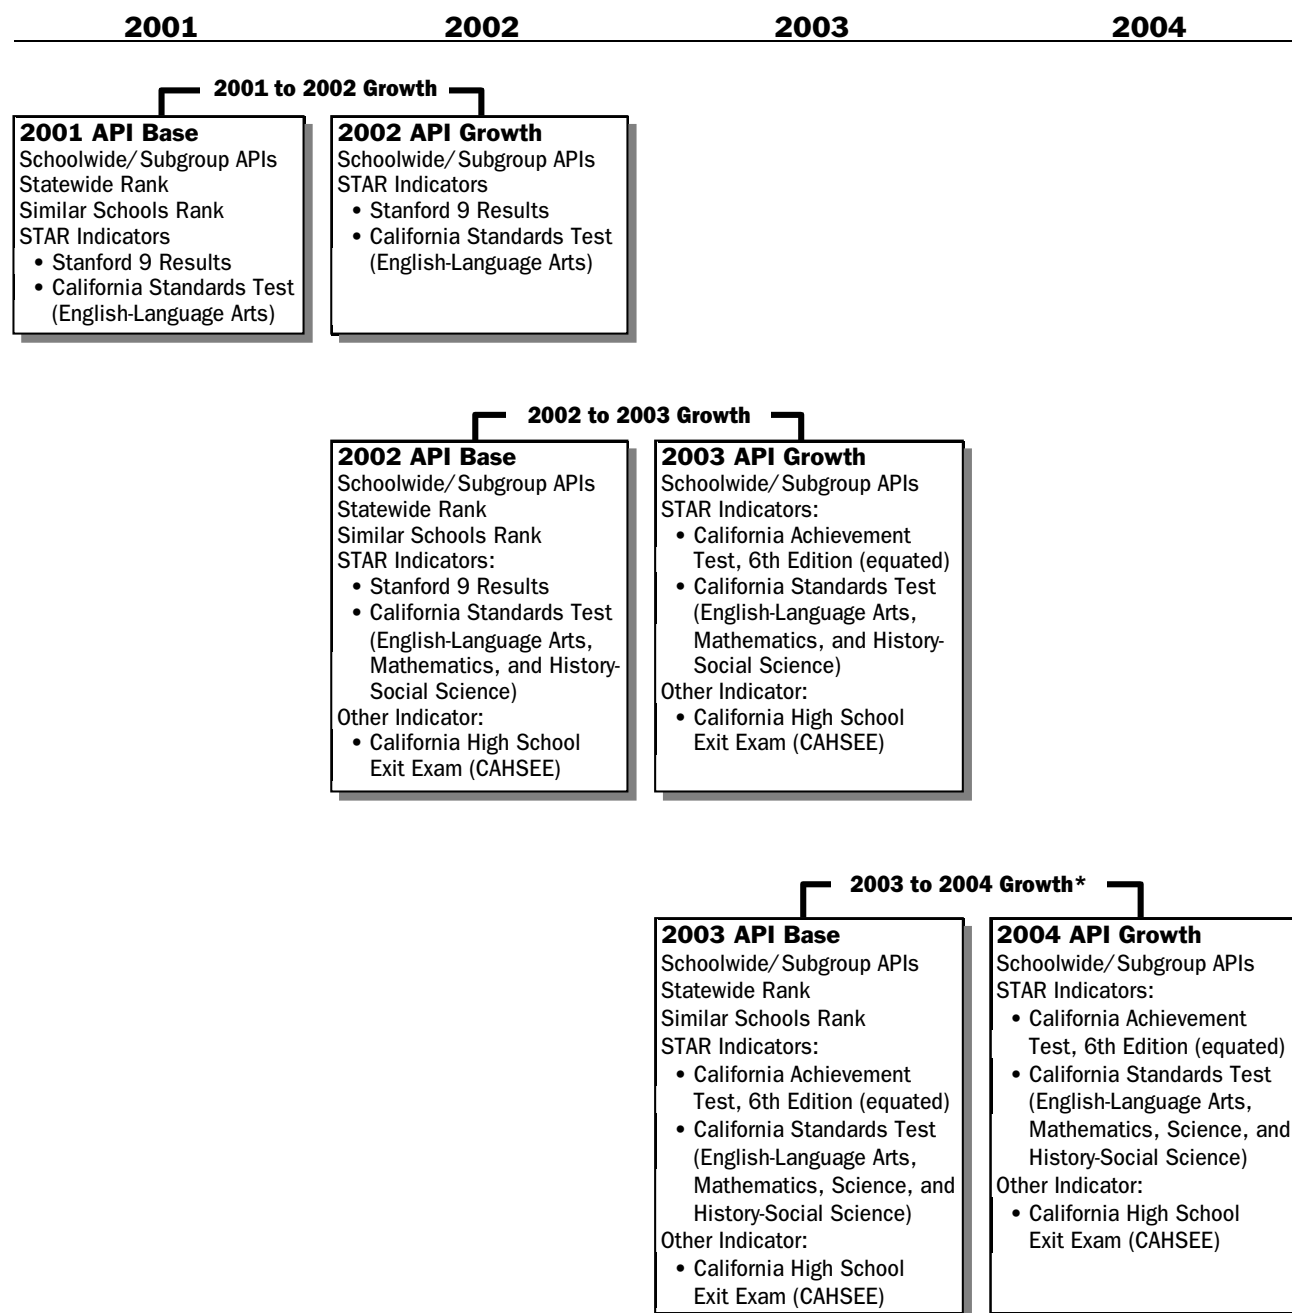 2001 2002 2003 2004
2001 to 2002 Growth
2001 API Base
Schoolwide/Subgroup APIs
Statewide Rank
Similar Schools Rank
STAR Indicators
• Stanford 9 Results
• California Standards Test
(English-Language Arts)
2002 API Growth
Schoolwide/Subgroup APIs
STAR Indicators
• Stanford 9 Results
• California Standards Test
(English-Language Arts)
2002 to 2003 Growth
2002 API Base
Schoolwide/Subgroup APIs
Statewide Rank
Similar Schools Rank
STAR Indicators:
• Stanford 9 Results
• California Standards Test
(English-Language Arts,
Mathematics, and History-
Social Science)
Other Indicator:
• California High School
Exit Exam (CAHSEE)
2003 API Growth
Schoolwide/Subgroup APIs
STAR Indicators:
• California Achievement
Test, 6th Edition (equated)
• California Standards Test
(English-Language Arts,
Mathematics, and History-
Social Science)
Other Indicator:
• California High School
Exit Exam (CAHSEE)
2003 to 2004 Growth*
2003 API Base
Schoolwide/Subgroup APIs
Statewide Rank
Similar Schools Rank
STAR Indicators:
• California Achievement
Test, 6th Edition (equated)
• California Standards Test
(English-Language Arts,
Mathematics, Science, and
History-Social Science)
Other Indicator:
• California High School
Exit Exam (CAHSEE)
2004 API Growth
Schoolwide/Subgroup APIs
STAR Indicators:
• California Achievement
Test, 6th Edition (equated)
• California Standards Test
(English-Language Arts,
Mathematics, Science, and
History-Social Science)
Other Indicator:
• California High School
Exit Exam (CAHSEE)